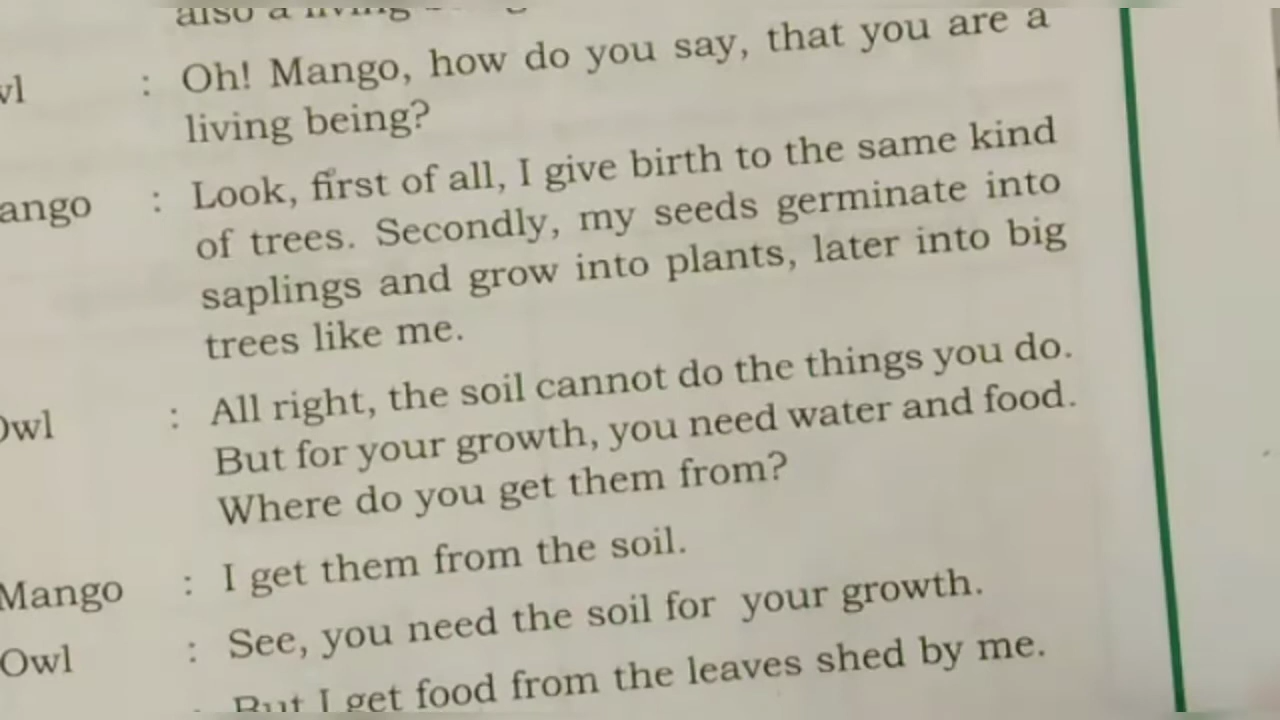 also a living
wl : Oh! Mango, how do you say, that you are a
living being?
ango : Look, first of all, I give birth to the same kind
of trees. Secondly, my seeds germinate into
saplings and grow into plants, later into big
trees like me.
Owl : All right, the soil cannot do the things you do.
But for your growth, you need water and food.
Where do you get them from?
Mango : I get them from the soil.
Owl : See, you need the soil for your growth.
: But I get food from the leaves shed by me.